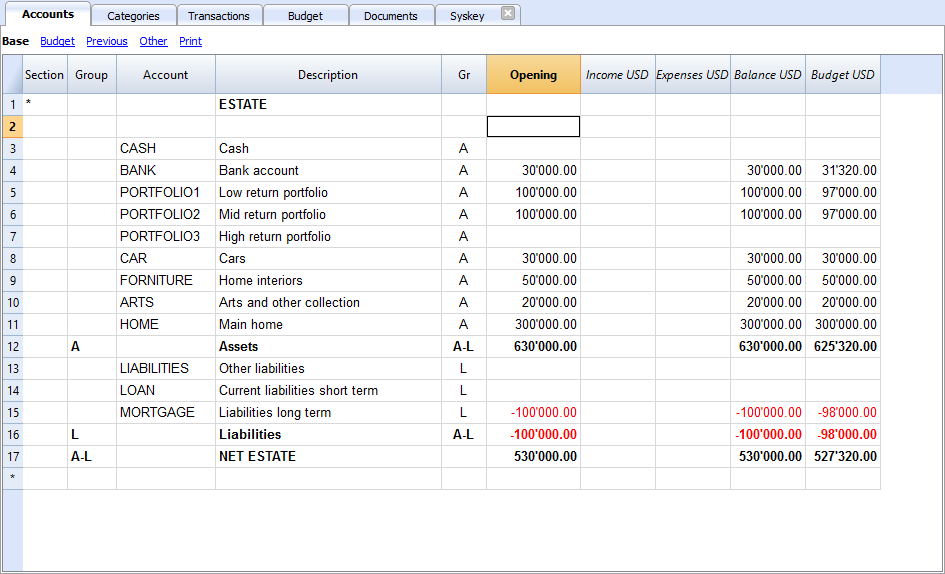 Accounts Categories Transactions Budget Documents Syskey
Base Budget Previous Other Print
Section Group Account Description Gr Opening Income USD Expenses USD Balance USD Budget USD
1 * ESTATE
2
3 CASH Cash A
4 BANK Bank account A 30'000.00 30'000.00 31'320.00
5 PORTFOLIO1 Low return portfolio A 100'000.00 100'000.00 97'000.00
6 PORTFOLIO2 Mid return portfolio A 100'000.00 100'000.00 97'000.00
7 PORTFOLIO3 High return portfolio A
8 CAR Cars A 30'000.00 30'000.00 30'000.00
9 FORNITURE Home interiors A 50'000.00 50'000.00 50'000.00
10 ARTS Arts and other collection A 20'000.00 20'000.00 20'000.00
11 HOME Main home A 300'000.00 300'000.00 300'000.00
12 A Assets A-L 630'000.00 630'000.00 625'320.00
13 LIABILITIES Other liabilities L
14 LOAN Current liabilities short term L
15 MORTGAGE Liabilities long term L -100'000.00 -100'000.00 -98'000.00
16 L Liabilities A-L -100'000.00 -100'000.00 -98'000.00
17 A-L NET ESTATE 530'000.00 530'000.00 527'320.00
*